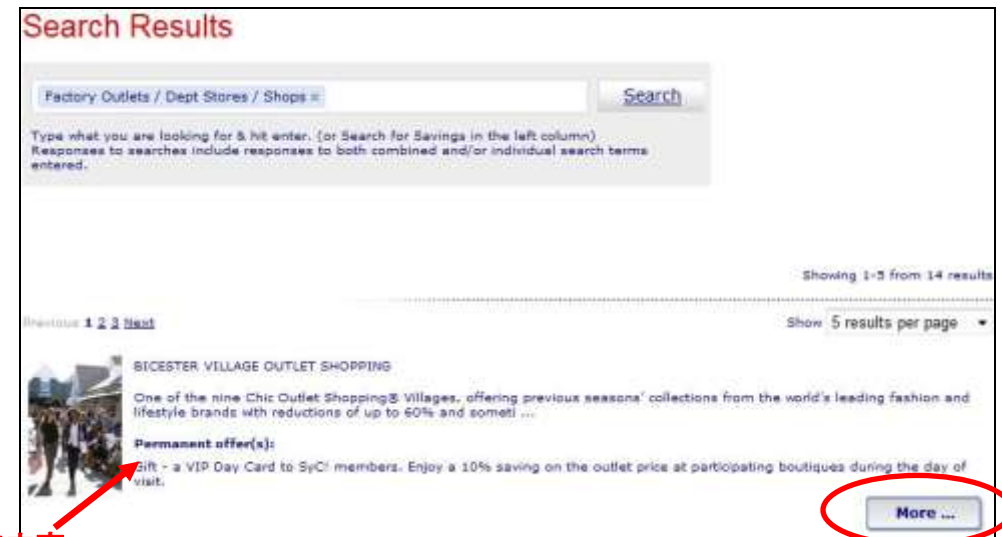 Search Results
Factory Outlets / Dept Stores / Shops ×
Search
Type what you are looking for & hit enter. (or Search for Savings in the left column)
Responses to searches include responses to both combined and/or individual search terms
entered.
Showing 1-5 from 14 results
Previous 1 2 3 Next
Show 5 results per page
BICESTER VILLAGE OUTLET SHOPPING
One of the nine Chic Outlet Shopping® Villages, offering previous seasons' collections from the world's leading fashion and
lifestyle brands with reductions of up to 60% and someti ...
Permanent offer(s):
Gift - a VIP Day Card to SyC! members. Enjoy a 10% saving on the outlet price at participating boutiques during the day of
visit.
More ...